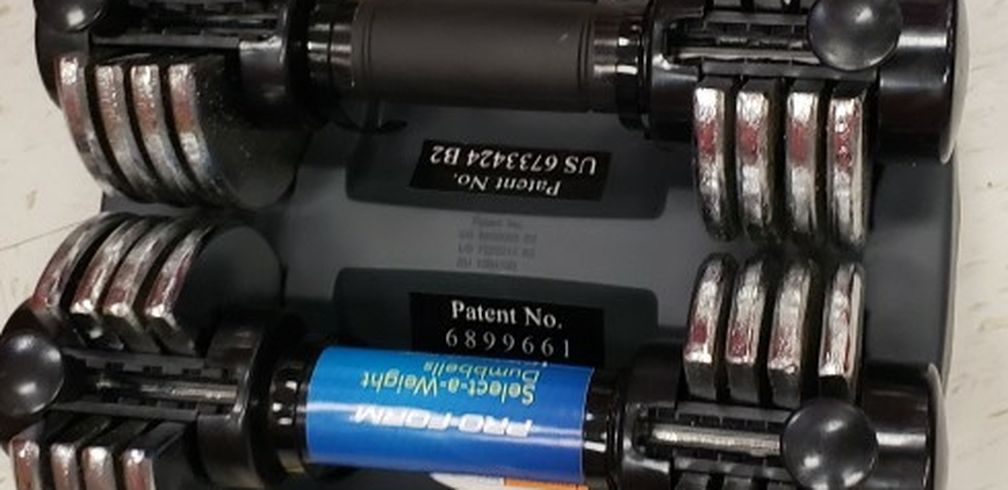 Patent No.
US 6733424 B2
Patent No.
6899661
PRO-FORM
Select-a-Weight
Dumbbells